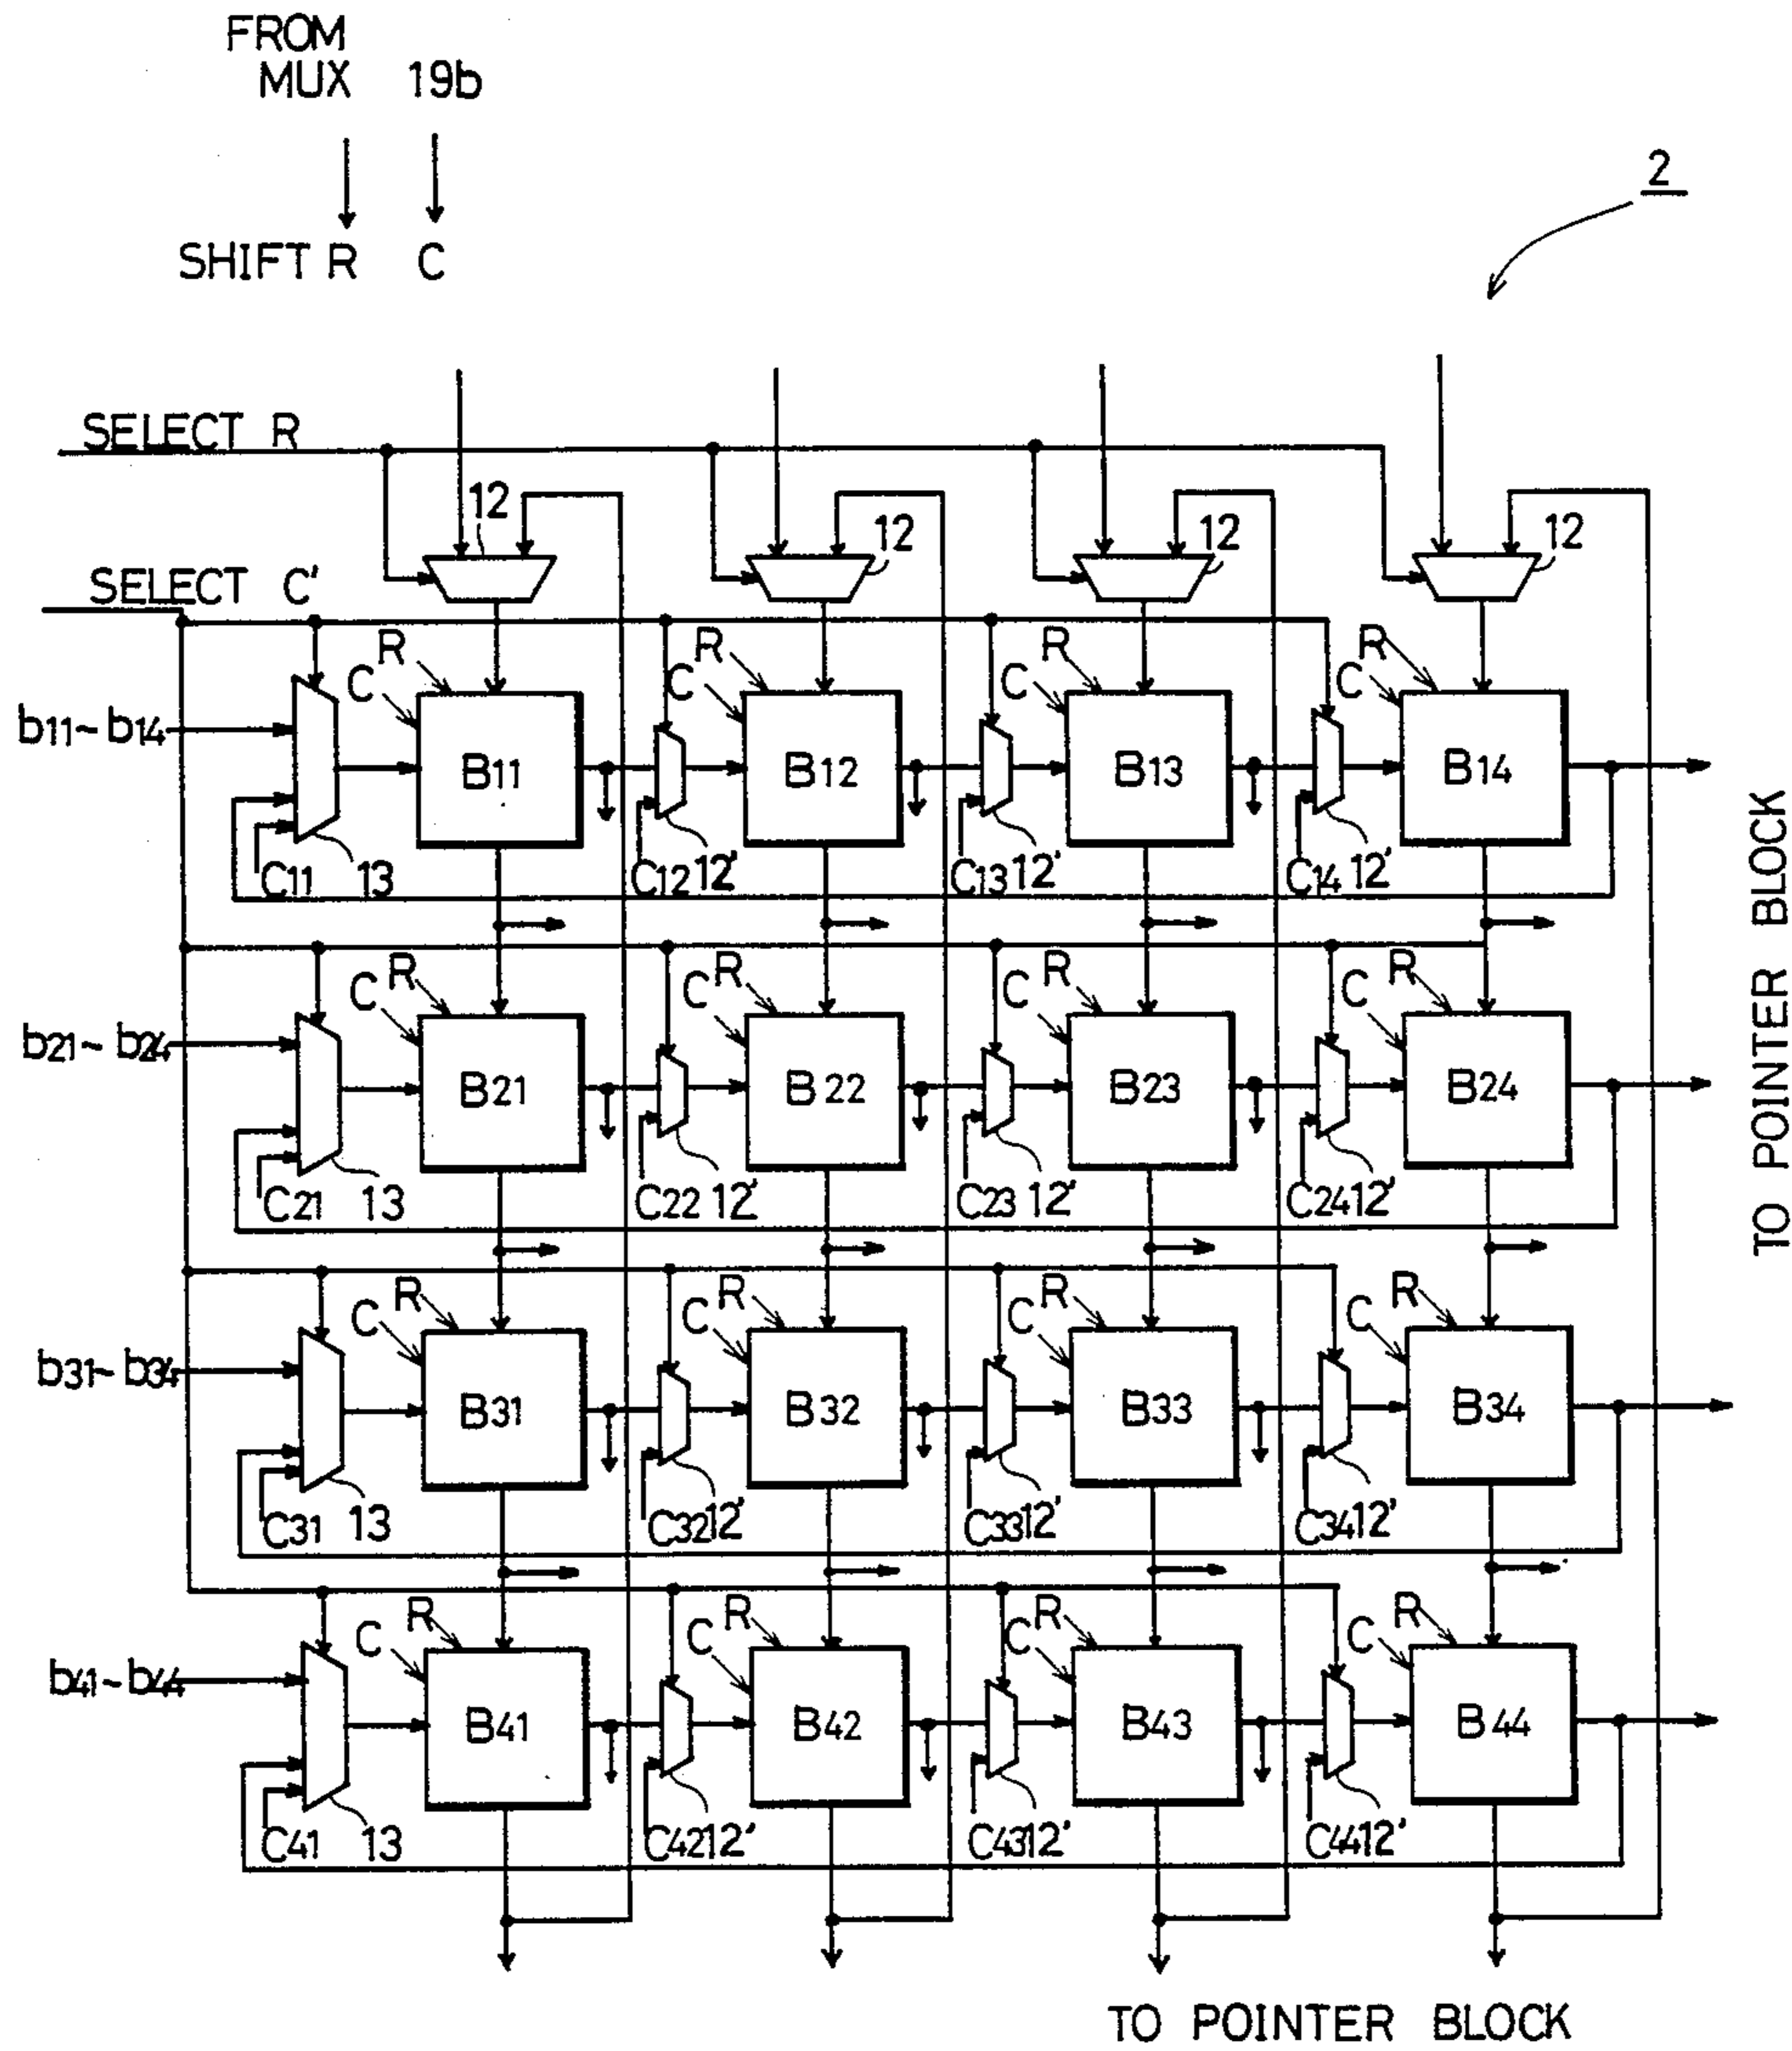 FROM
MUX 19b
2
SHIFT R C
SELECT R
12 12 12 12
SELECT C'
R R R R
C C C C
b11~b14
B11 B12 B13 B14
C11 13 C12 12' C13 12' C14 12'
R R R R
C C C C
b21~b24
B21 B22 B23 B24
C21 13 C22 12' C23 12' C24 12'
R R R R
C C C C
b31~b34
B31 B32 B33 B34
C31 13 C32 12' C33 12' C34 12'
R R R R
C C C C
b41~b44
B41 B42 B43 B44
C41 13 C42 12' C43 12' C44 12'
TO POINTER BLOCK
TO POINTER BLOCK